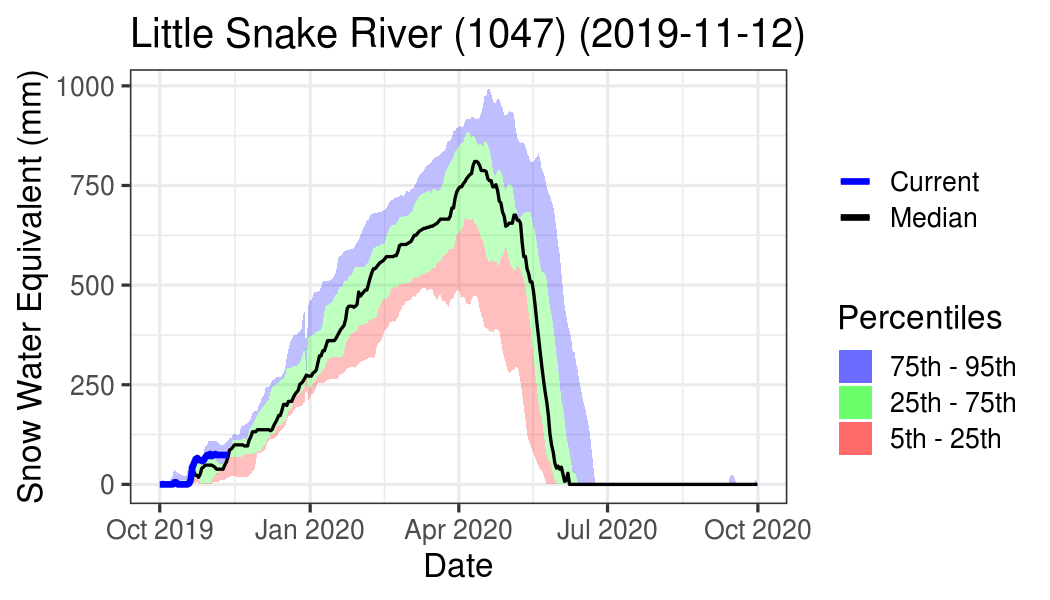 Little Snake River (1047) (2019-11-12)
Snow Water Equivalent (mm)
1000
750
500
250
0
Oct 2019
Jan 2020
Apr 2020
Jul 2020
Oct 2020
Date
Current
Median
Percentiles
75th - 95th
25th - 75th
5th - 25th